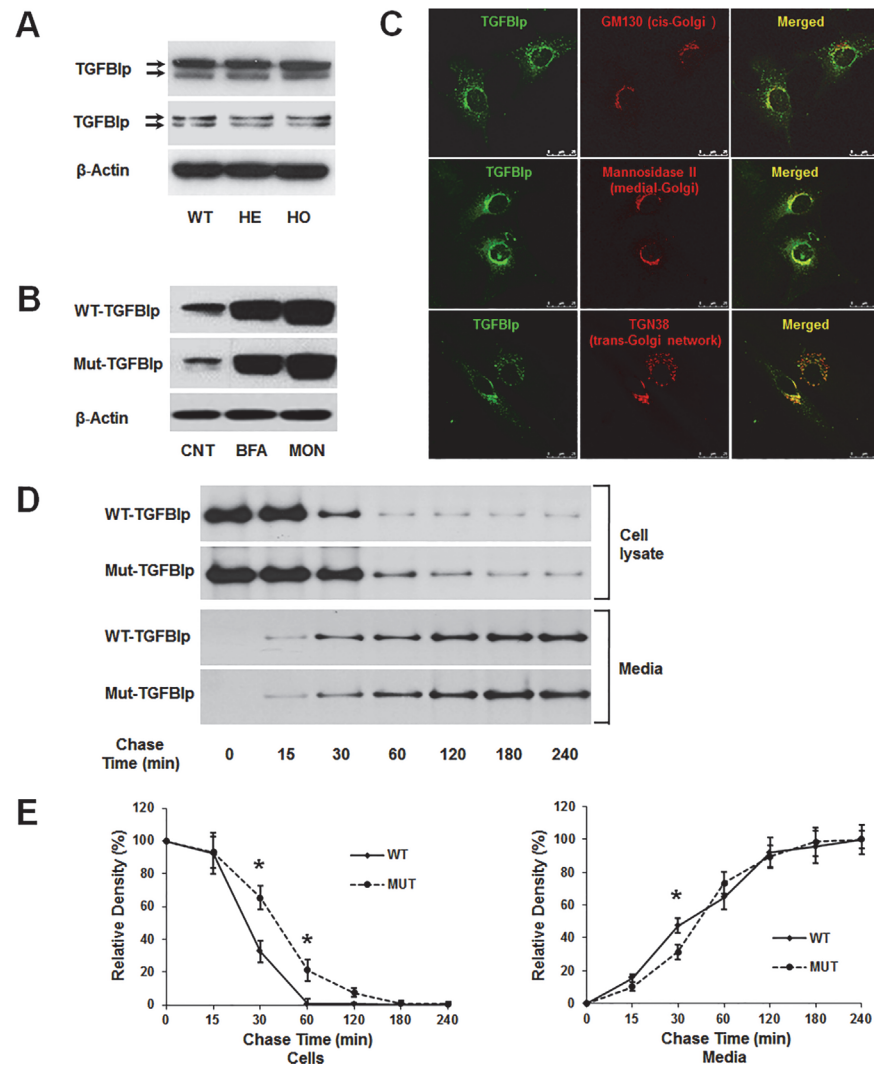 A
TGFBIp
TGFBIp
β-Actin
WT HE HO
B
WT-TGFBIp
Mut-TGFBIp
β-Actin
CNT BFA MON
C
TGFBIp GM130 (cis-Golgi ) Merged
TGFBIp Mannosidase II Merged
(medial-Golgi)
TGFBIp TGN38 Merged
(trans-Golgi network)
D
WT-TGFBIp
Mut-TGFBIp
Cell
lysate
WT-TGFBIp
Mut-TGFBIp
Media
Chase
Time (min) 0 15 30 60 120 180 240
E
Relative Density (%)
120
100
80
60
40
20
0
* *
WT
MUT
0 15 30 60 120 180 240
Chase Time (min)
Cells
Relative Density (%)
120
100
80
60
40
20
0
*
WT
MUT
0 15 30 60 120 180 240
Chase Time (min)
Media